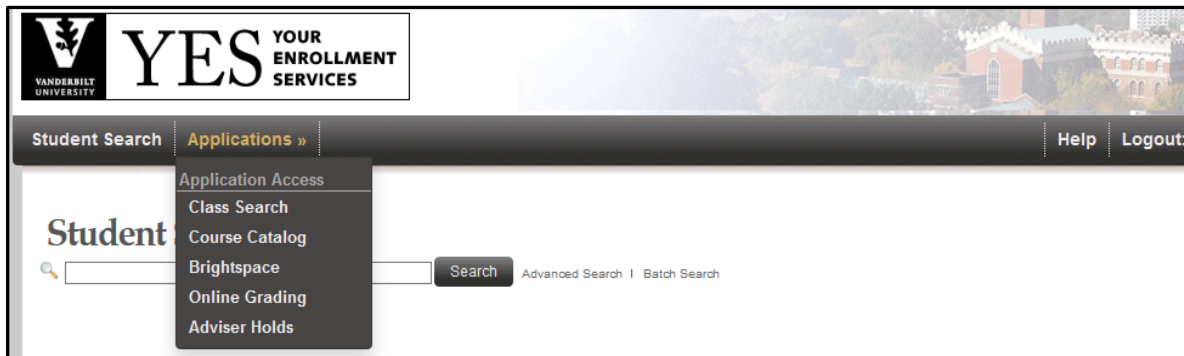 VANDERBILT
UNIVERSITY
YES YOUR
ENROLLMENT
SERVICES
Student Search Applications » Help Logout:
Application Access
Class Search
Course Catalog
Brightspace
Online Grading
Adviser Holds
Student
Search Advanced Search | Batch Search